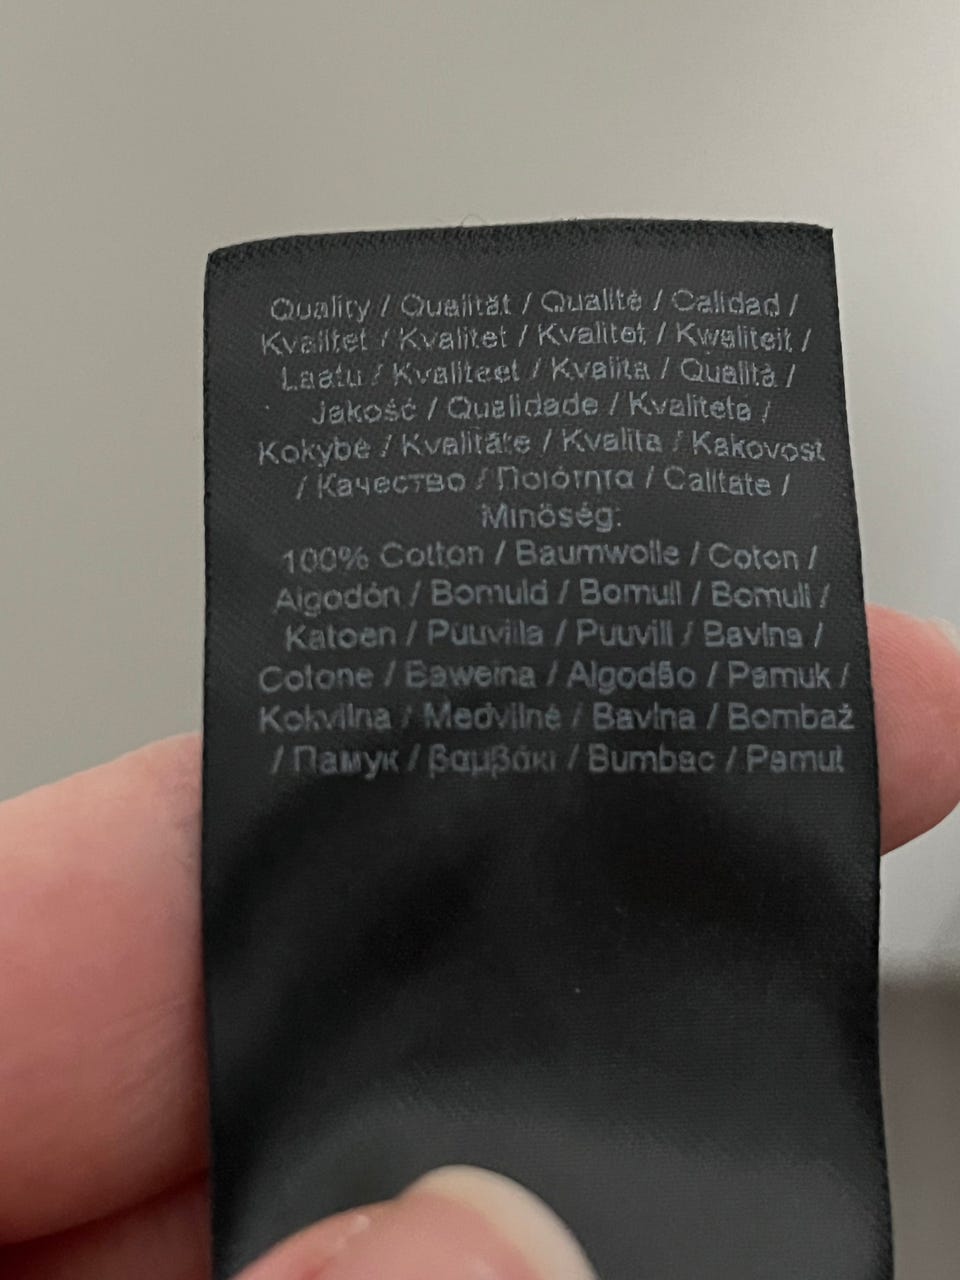 Quality / Qualität / Qualité / Calidad /
Kvalitet / Kvalitet / Kvalitet / Kwaliteit /
Laatu / Kvaliteet / Kvalita / Qualità /
Jakość / Qualidade / Kvaliteta /
Kokybė / Kvalitāte / Kvalita / Kakovost
/ Качество / Ποιότητα / Calitate /
Minőség:
100% Cotton / Baumwolle / Coton /
Algodón / Bomuld / Bomull / Bomull /
Katoen / Puuvilla / Puuvill / Bavlna /
Cotone / Bawełna / Algodão / Pamuk /
Kokvilna / Medvilnė / Bavlna / Bombaž
/ Памук / βαμβάκι / Bumbac / Pamut